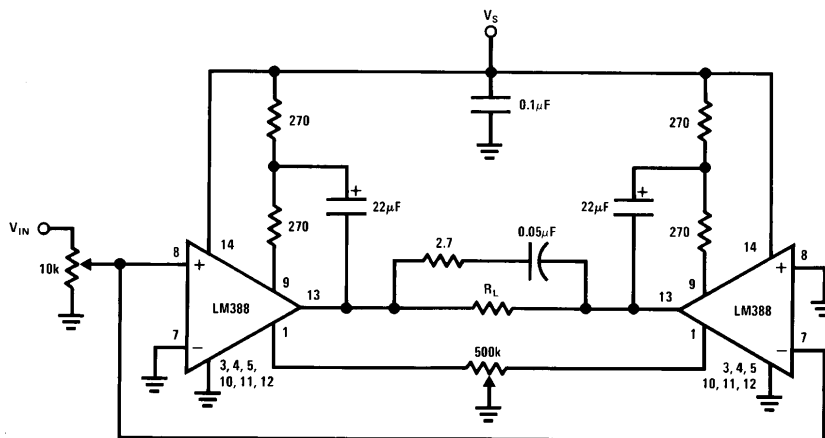 V_S
270
0.1μF
270
+
22μF
+
22μF
2.7
0.05μF
270
270
V_IN
10k
8
14
+
9
LM388
13
R_L
13
9
14
+
8
LM388
7
−
1
500k
1
−
7
3, 4, 5,
10, 11, 12
3, 4, 5
10, 11, 12